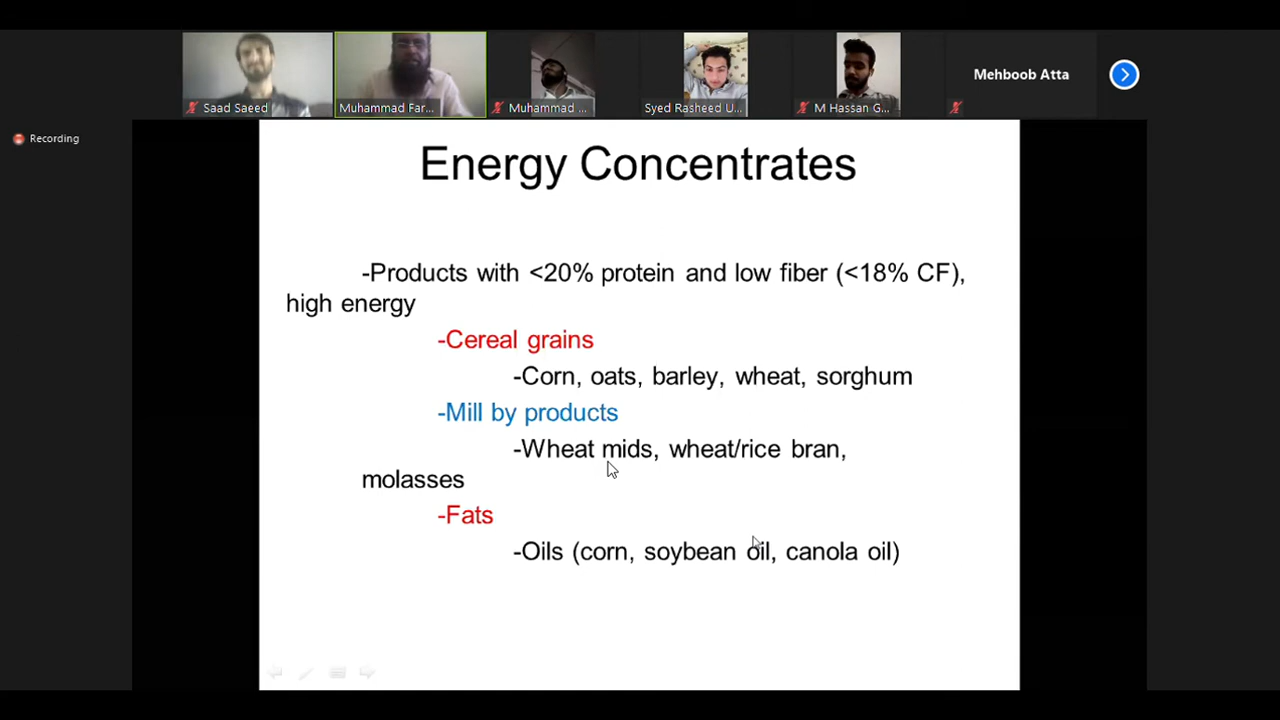 Saad Saeed
Muhammad Far...
Muhammad ...
Syed Rasheed U...
M Hassan G...
Mehboob Atta
Recording
Energy Concentrates
-Products with <20% protein and low fiber (<18% CF),
high energy
-Cereal grains
-Corn, oats, barley, wheat, sorghum
-Mill by products
-Wheat mids, wheat/rice bran,
molasses
-Fats
-Oils (corn, soybean oil, canola oil)